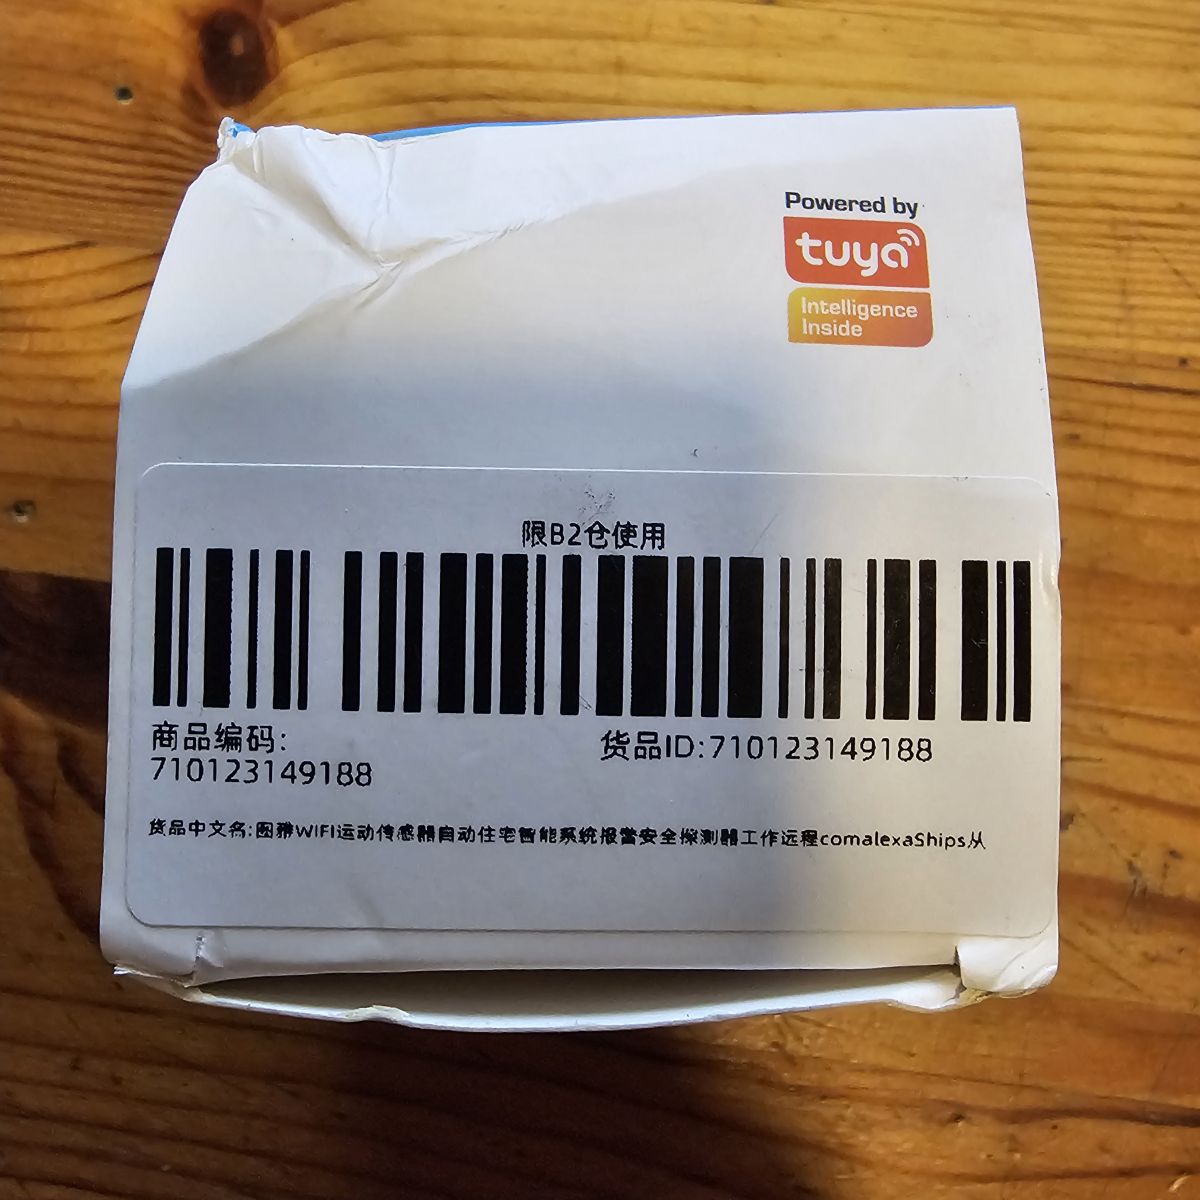 Powered by
tuya
Intelligence
Inside
限B2仓使用
商品编码:
710123149188
货品ID:710123149188
货品中文名:图雅WIFI运动传感器自动住宅智能系统报警安全探测器工作远程comalexaShips从